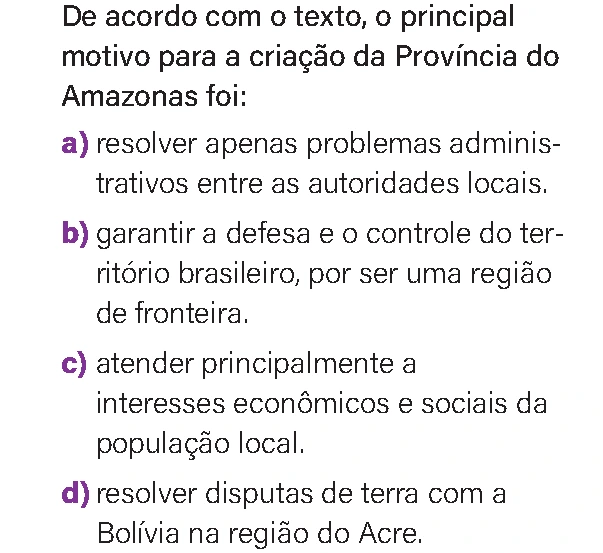 De acordo com o texto, o principal
motivo para a criação da Província do
Amazonas foi:
a) resolver apenas problemas adminis-
trativos entre as autoridades locais.
b) garantir a defesa e o controle do ter-
ritório brasileiro, por ser uma região
de fronteira.
c) atender principalmente a
interesses econômicos e sociais da
população local.
d) resolver disputas de terra com a
Bolívia na região do Acre.